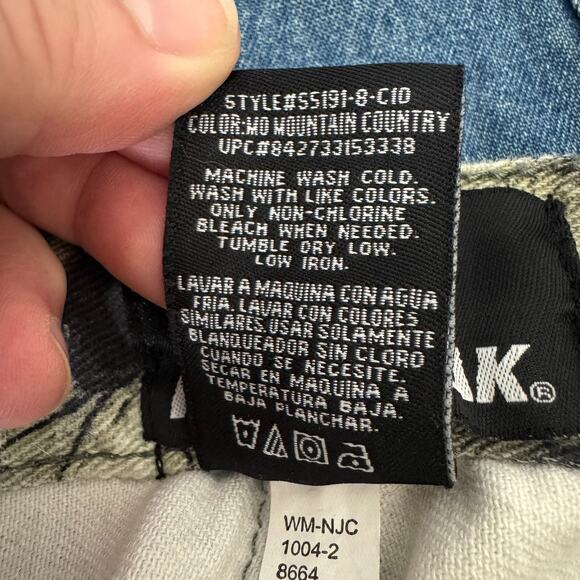 STYLE#S5191-8-C10
COLOR:MO MOUNTAIN COUNTRY
UPC#842733153338
MACHINE WASH COLD.
WASH WITH LIKE COLORS.
ONLY NON-CHLORINE
BLEACH WHEN NEEDED.
TUMBLE DRY LOW.
LOW IRON.
LAVAR A MAQUINA CON AGUA
FRIA. LAVAR CON COLORES
SIMILARES. USAR SOLAMENTE
BLANQUEADOR SIN CLORO
CUANDO SE NECESITE.
SECAR EN MAQUINA A
TEMPERATURA BAJA.
BAJA PLANCHAR.
AK®
WM-NJC
1004-2
8664